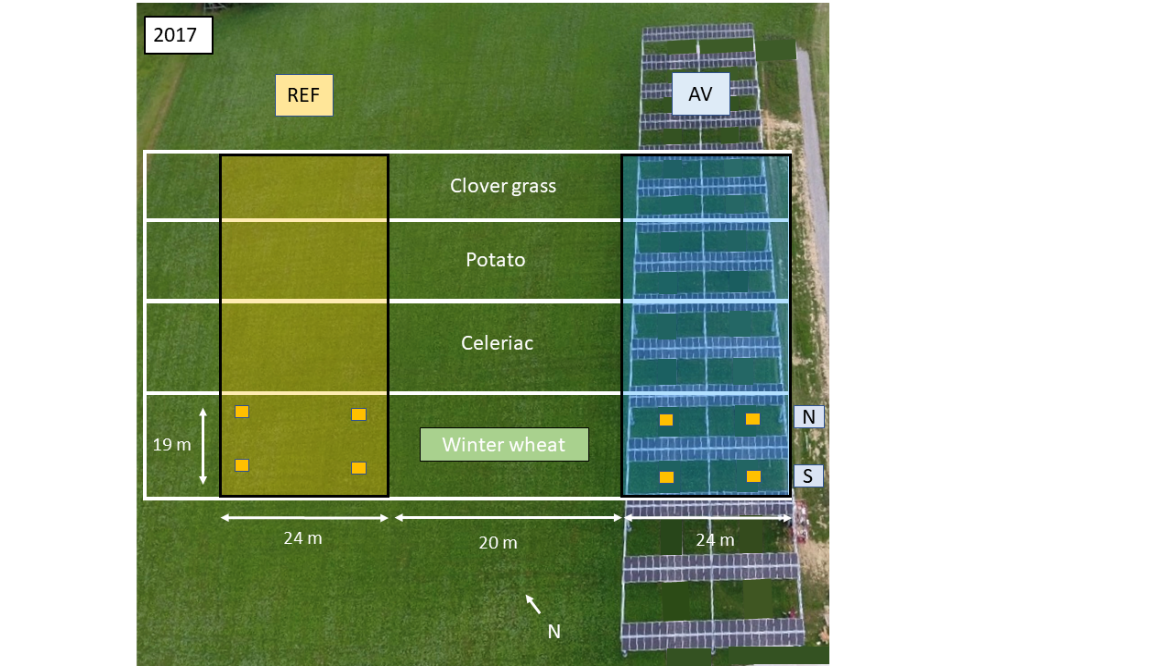 2017
REF
AV
Clover grass
Potato
Celeriac
N
19 m
Winter wheat
S
24 m
20 m
24 m
N